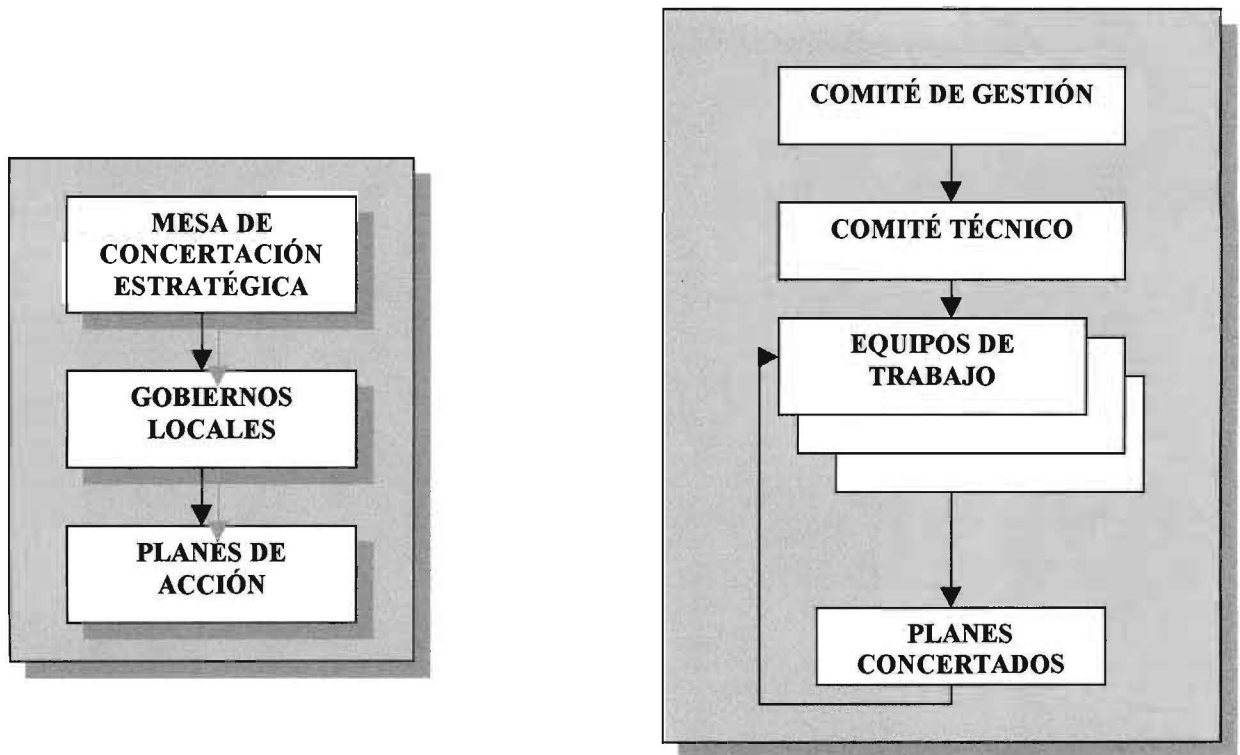 MESA DE
CONCERTACIÓN
ESTRATÉGICA
GOBIERNOS
LOCALES
PLANES DE
ACCIÓN
COMITÉ DE GESTIÓN
COMITÉ TÉCNICO
EQUIPOS DE
TRABAJO
PLANES
CONCERTADOS